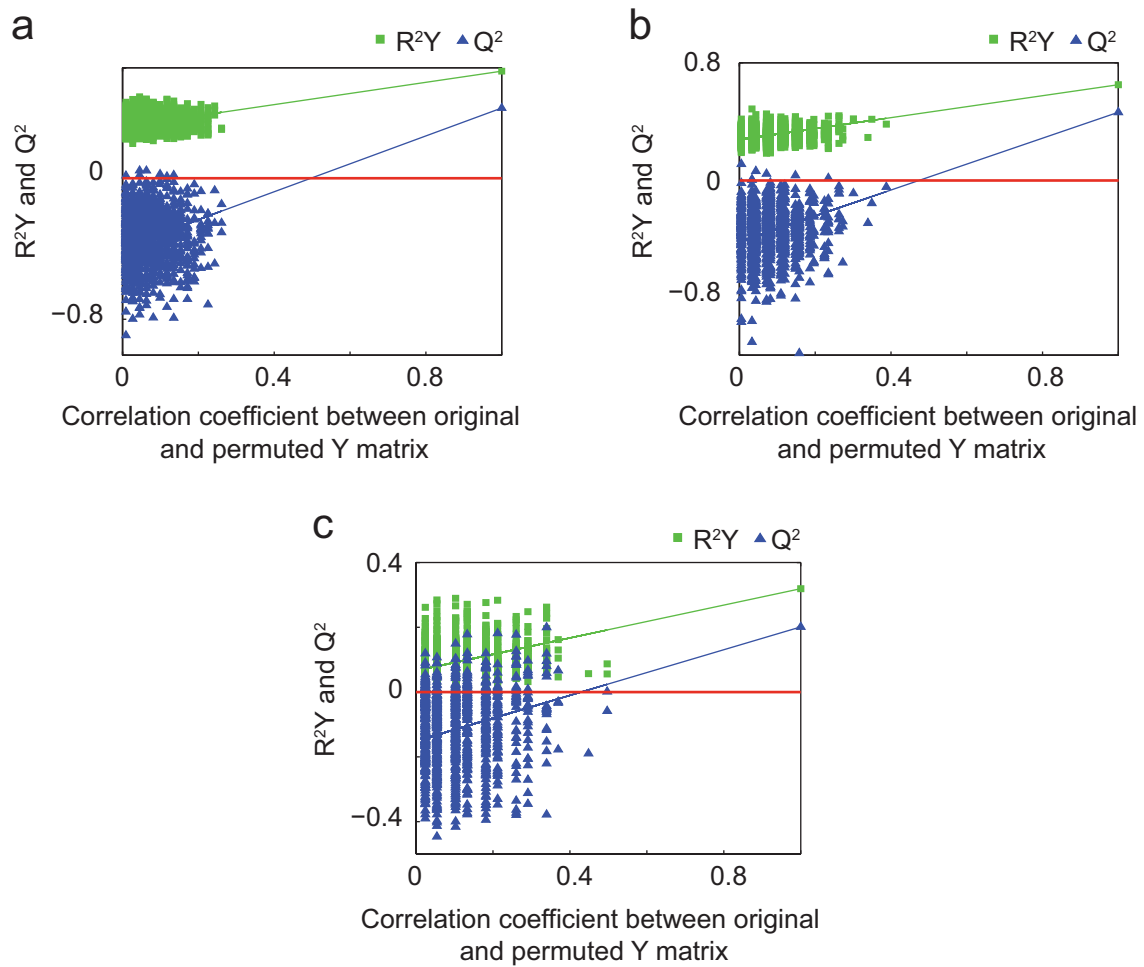 a
R²Y Q²
0
−0.8
R²Y and Q²
0 0.4 0.8
Correlation coefficient between original
and permuted Y matrix
b
R²Y Q²
0.8
0
−0.8
R²Y and Q²
0 0.4 0.8
Correlation coefficient between original
and permuted Y matrix
c
R²Y Q²
0.4
0
−0.4
R²Y and Q²
0 0.4 0.8
Correlation coefficient between original
and permuted Y matrix